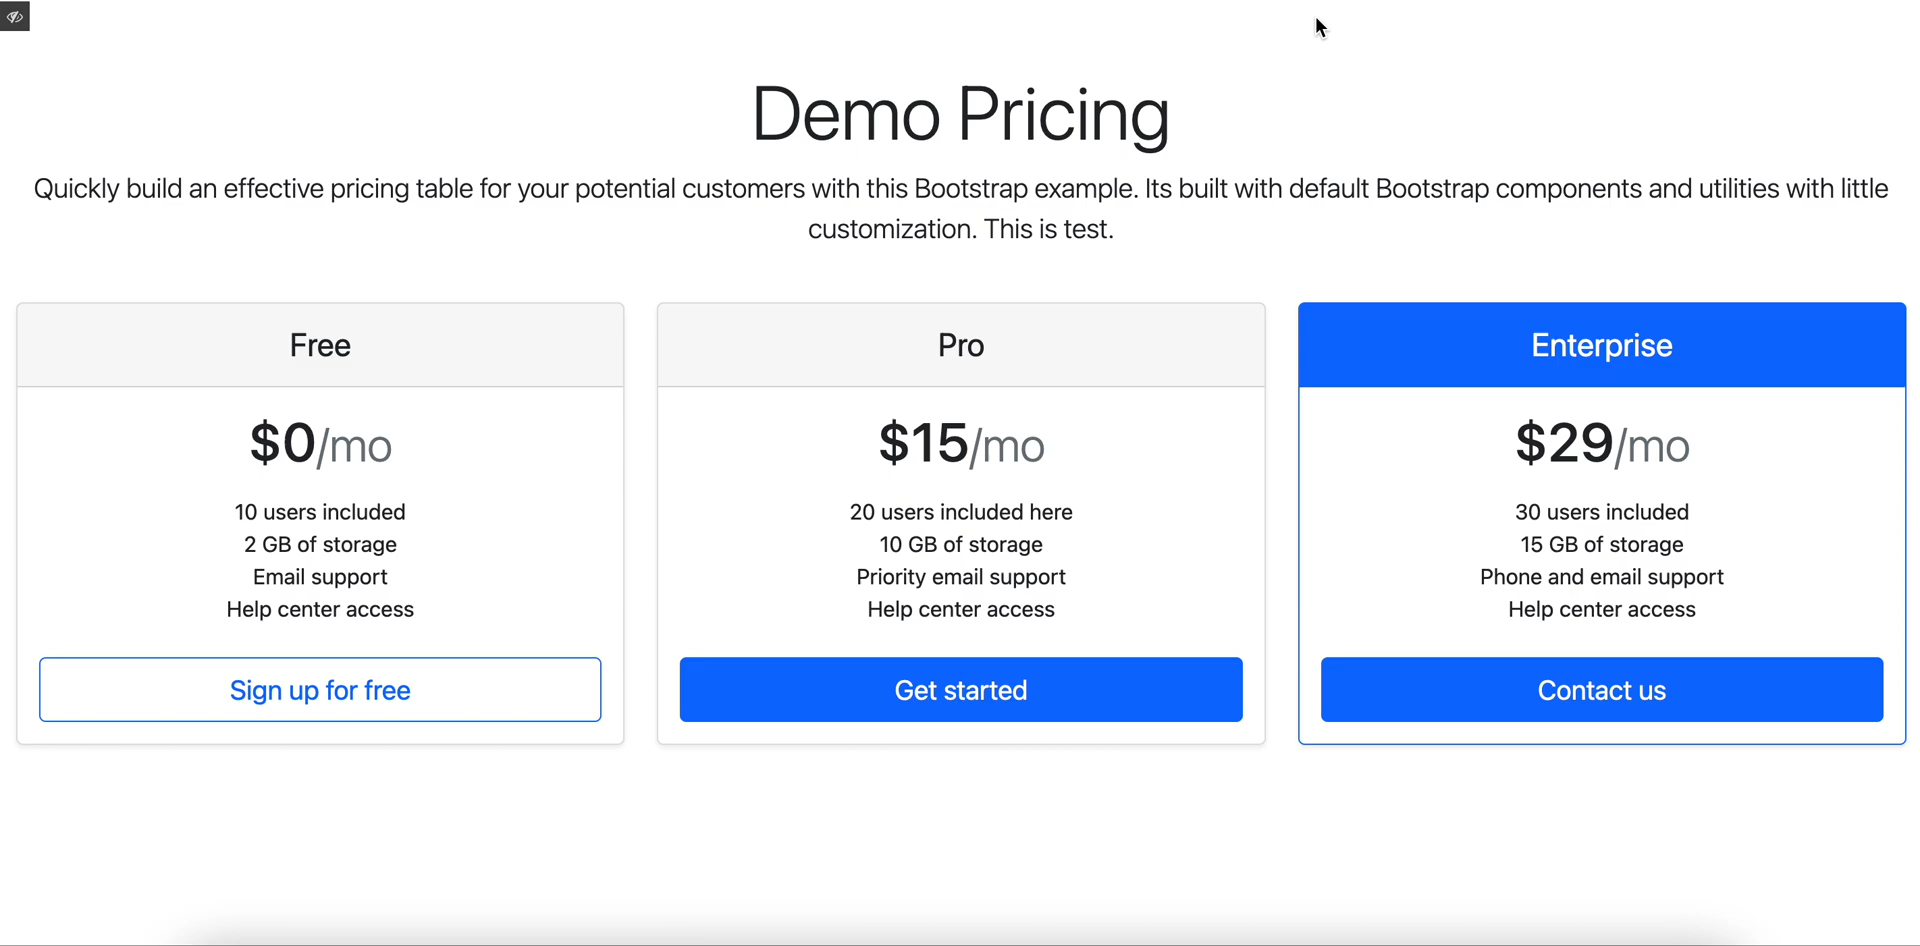 Demo Pricing
Quickly build an effective pricing table for your potential customers with this Bootstrap example. Its built with default Bootstrap components and utilities with little
customization. This is test.
Free
$0/mo
10 users included
2 GB of storage
Email support
Help center access
Sign up for free
Pro
$15/mo
20 users included here
10 GB of storage
Priority email support
Help center access
Get started
Enterprise
$29/mo
30 users included
15 GB of storage
Phone and email support
Help center access
Contact us